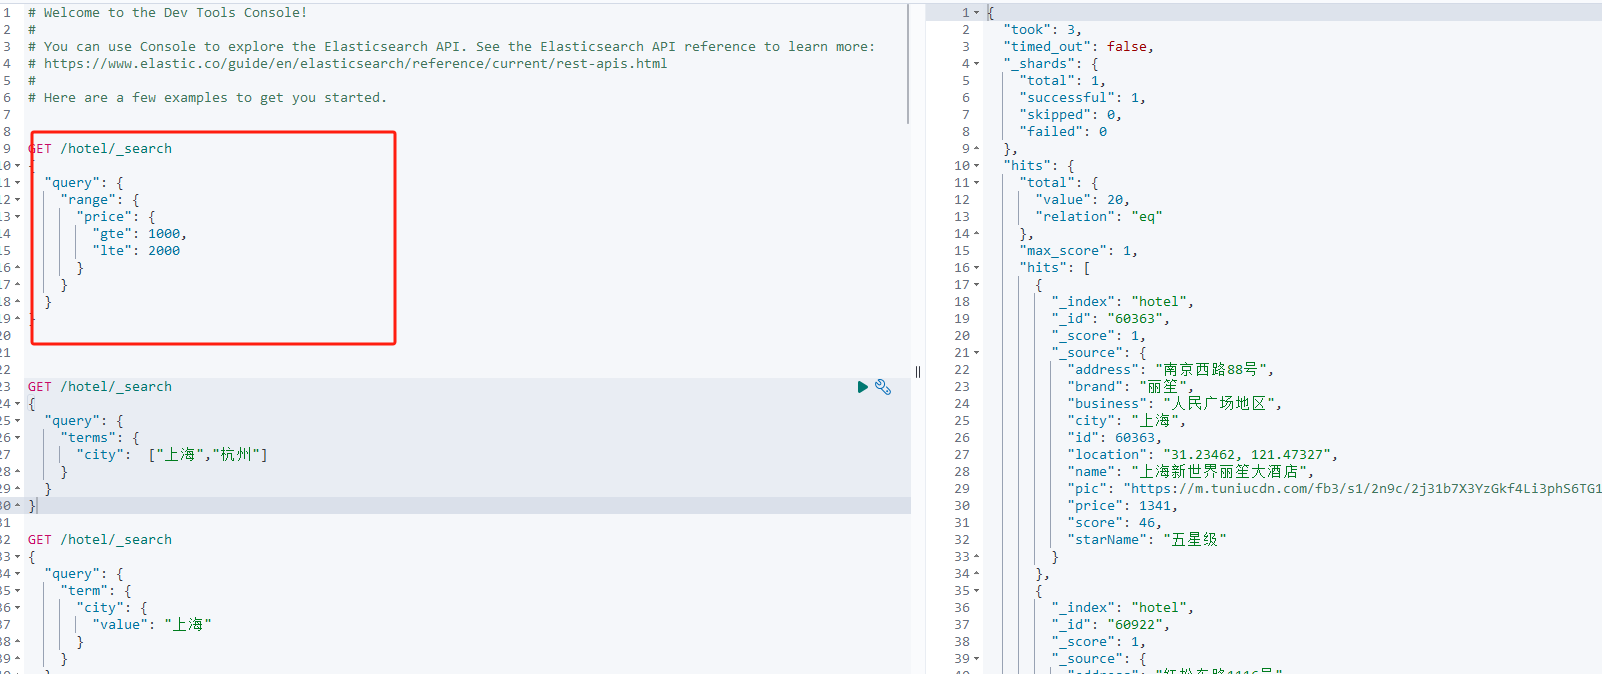 1 # Welcome to the Dev Tools Console!
2 #
3 # You can use Console to explore the Elasticsearch API. See the Elasticsearch API reference to learn more:
4 # https://www.elastic.co/guide/en/elasticsearch/reference/current/rest-apis.html
5 #
6 # Here are a few examples to get you started.
7
8
9 GET /hotel/_search
10 {
11 "query": {
12 "range": {
13 "price": {
14 "gte": 1000,
15 "lte": 2000
16 }
17 }
18 }
19 }
20
21
22
23 GET /hotel/_search
24 {
25 "query": {
26 "terms": {
27 "city": ["上海","杭州"]
28 }
29 }
30 }
31
32 GET /hotel/_search
33 {
34 "query": {
35 "term": {
36 "city": {
37 "value": "上海"
38 }
39 }
1 {
2 "took": 3,
3 "timed_out": false,
4 "_shards": {
5 "total": 1,
6 "successful": 1,
7 "skipped": 0,
8 "failed": 0
9 },
10 "hits": {
11 "total": {
12 "value": 20,
13 "relation": "eq"
14 },
15 "max_score": 1,
16 "hits": [
17 {
18 "_index": "hotel",
19 "_id": "60363",
20 "_score": 1,
21 "_source": {
22 "address": "南京西路88号",
23 "brand": "丽笙",
24 "business": "人民广场地区",
25 "city": "上海",
26 "id": 60363,
27 "location": "31.23462, 121.47327",
28 "name": "上海新世界丽笙大酒店",
29 "pic": "https://m.tuniucdn.com/fb3/s1/2n9c/2j31b7X3YzGkf4Li3phS6TG1
30 "price": 1341,
31 "score": 46,
32 "starName": "五星级"
33 }
34 },
35 {
36 "_index": "hotel",
37 "_id": "60922",
38 "_score": 1,
39 "_source": {